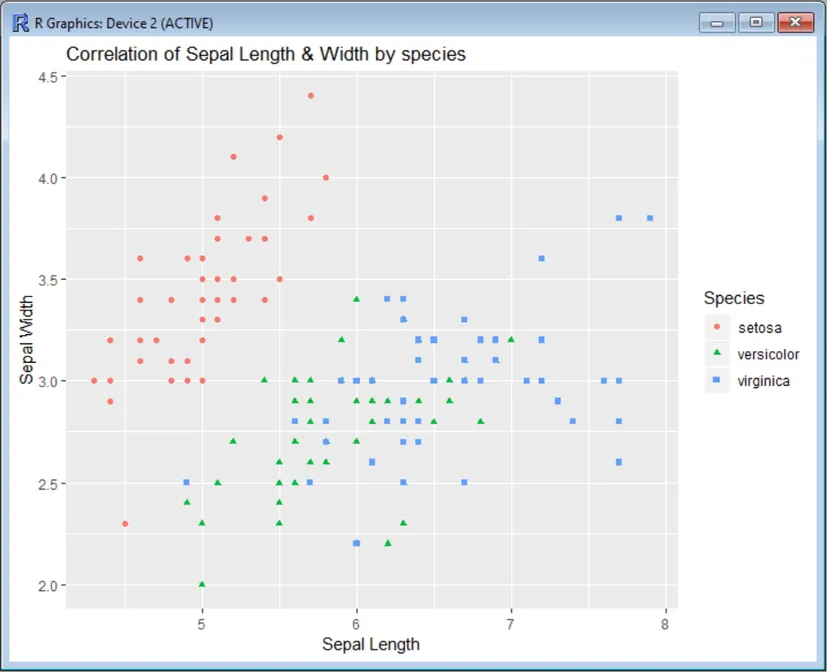 R Graphics: Device 2 (ACTIVE)
Correlation of Sepal Length & Width by species
4.5
4.0
3.5
3.0
2.5
2.0
Sepal Width
5 6 7 8
Sepal Length
Species
setosa
versicolor
virginica